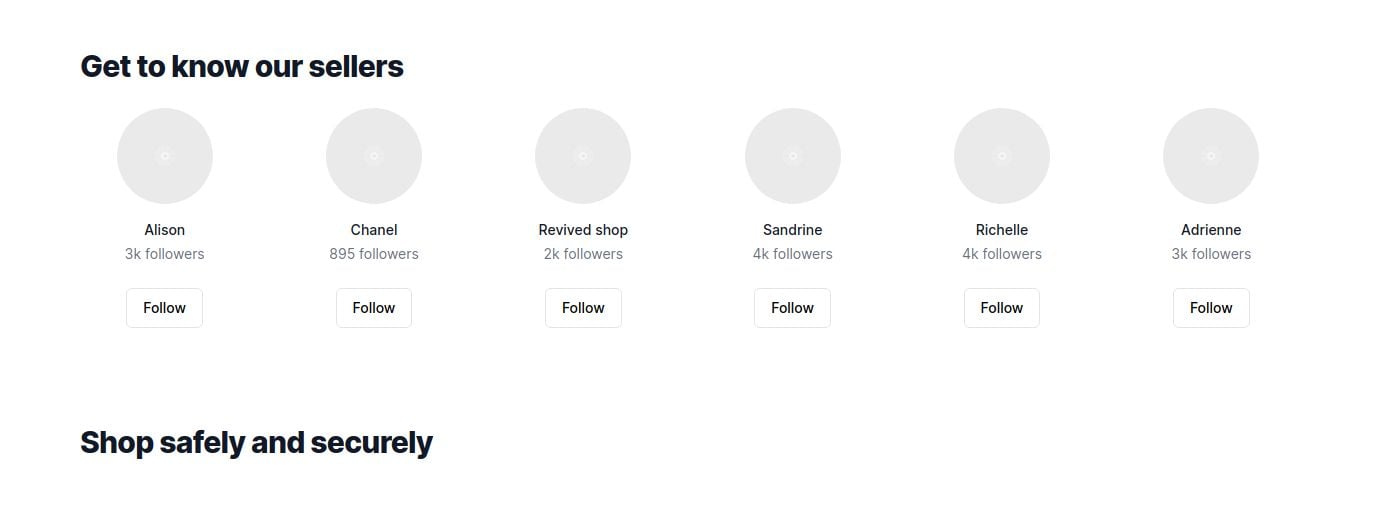 Get to know our sellers
Alison Chanel Revived shop Sandrine Richelle Adrienne
3k followers 895 followers 2k followers 4k followers 4k followers 3k followers
Follow Follow Follow Follow Follow Follow
Shop safely and securely